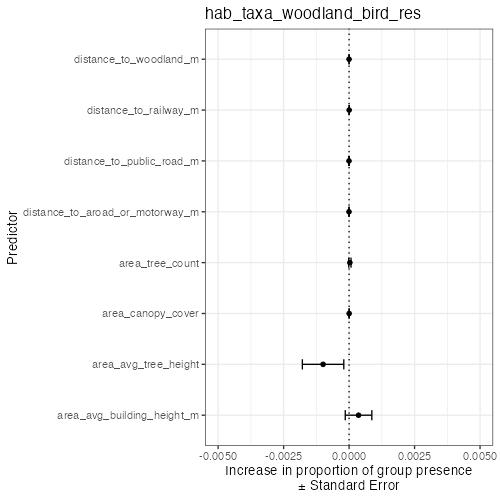 hab_taxa_woodland_bird_res
distance_to_woodland_m
distance_to_railway_m
distance_to_public_road_m
distance_to_aroad_or_motorway_m
area_tree_count
area_canopy_cover
area_avg_tree_height
area_avg_building_height_m
Predictor
-0.0050 -0.0025 0.0000 0.0025 0.0050
Increase in proportion of group presence
± Standard Error